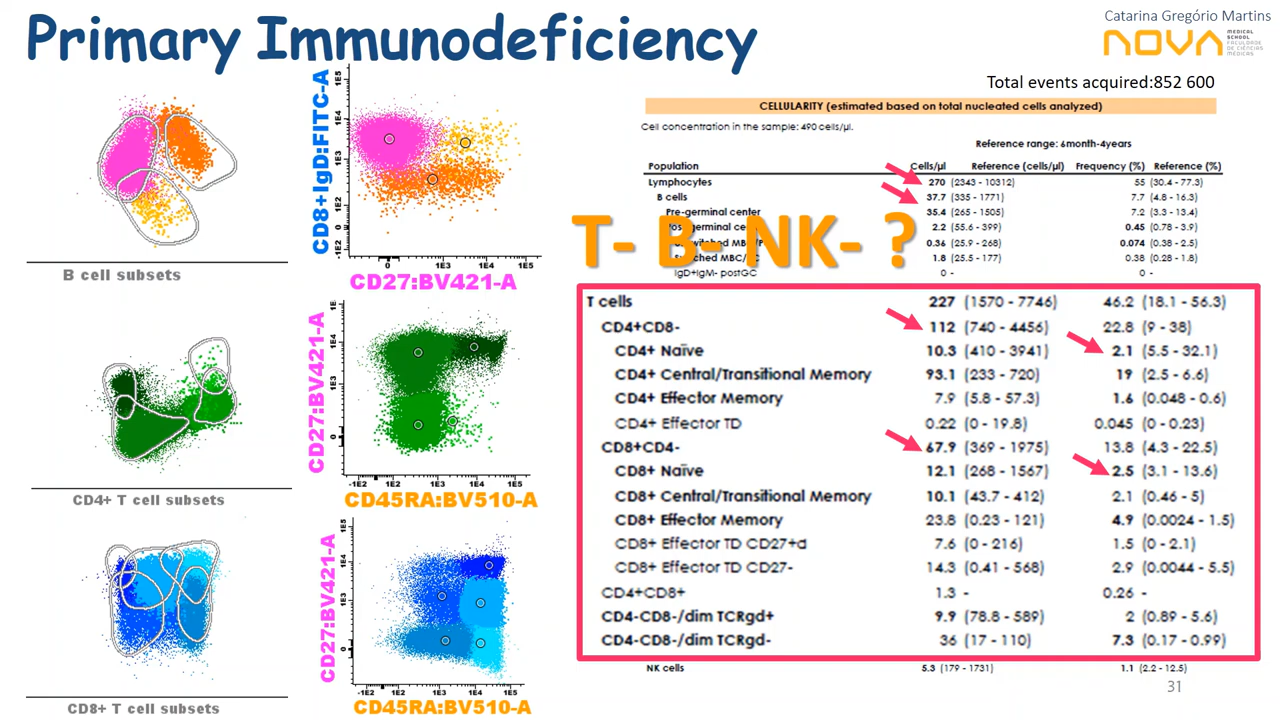 Primary Immunodeficiency
Catarina Gregório Martins
NOVA MEDICAL SCHOOL
FACULDADE DE CIÊNCIAS MÉDICAS
Total events acquired:852 600
B cell subsets
CD8+IgD:FITC-A
CD27:BV421-A
CD4+ T cell subsets
CD27:BV421-A
CD45RA:BV510-A
CD8+ T cell subsets
CD27:BV421-A
CD45RA:BV510-A
CELLULARITY (estimated based on total nucleated cells analyzed)
Cell concentration in the sample: 490 cells/µl.
Reference range: 6month-4years
Population Cells/µl Reference (cells/µl) Frequency (%) Reference (%)
Lymphocytes 270 (2343 - 10312) 55 (30.4 - 77.3)
B cells 37.7 (335 - 1771) 7.7 (4.8 - 16.3)
Pre-germinal center 35.4 (265 - 1505) 7.2 (3.3 - 13.4)
center 2.2 (55.6 - 399) 0.45 (0.78 - 3.9)
0.36 (25.9 - 268) 0.074 (0.38 - 2.5)
1.8 (25.5 - 177) 0.38 (0.28 - 1.8)
IgD+IgM- postGC 0 - 0 -
T- B- NK- ?
T cells 227 (1570 - 7746) 46.2 (18.1 - 56.3)
CD4+CD8- 112 (740 - 4456) 22.8 (9 - 38)
CD4+ Naïve 10.3 (410 - 3941) 2.1 (5.5 - 32.1)
CD4+ Central/Transitional Memory 93.1 (233 - 720) 19 (2.5 - 6.6)
CD4+ Effector Memory 7.9 (5.8 - 57.3) 1.6 (0.048 - 0.6)
CD4+ Effector TD 0.22 (0 - 19.8) 0.045 (0 - 0.23)
CD8+CD4- 67.9 (369 - 1975) 13.8 (4.3 - 22.5)
CD8+ Naïve 12.1 (268 - 1567) 2.5 (3.1 - 13.6)
CD8+ Central/Transitional Memory 10.1 (43.7 - 412) 2.1 (0.46 - 5)
CD8+ Effector Memory 23.8 (0.23 - 121) 4.9 (0.0024 - 1.5)
CD8+ Effector TD CD27+d 7.6 (0 - 216) 1.5 (0 - 2.1)
CD8+ Effector TD CD27- 14.3 (0.41 - 568) 2.9 (0.0044 - 5.5)
CD4+CD8+ 1.3 - 0.26 -
CD4-CD8-/dim TCRgd+ 9.9 (78.8 - 589) 2 (0.89 - 5.6)
CD4-CD8-/dim TCRgd- 36 (17 - 110) 7.3 (0.17 - 0.99)
NK cells 5.3 (179 - 1731) 1.1 (2.2 - 12.5)
31